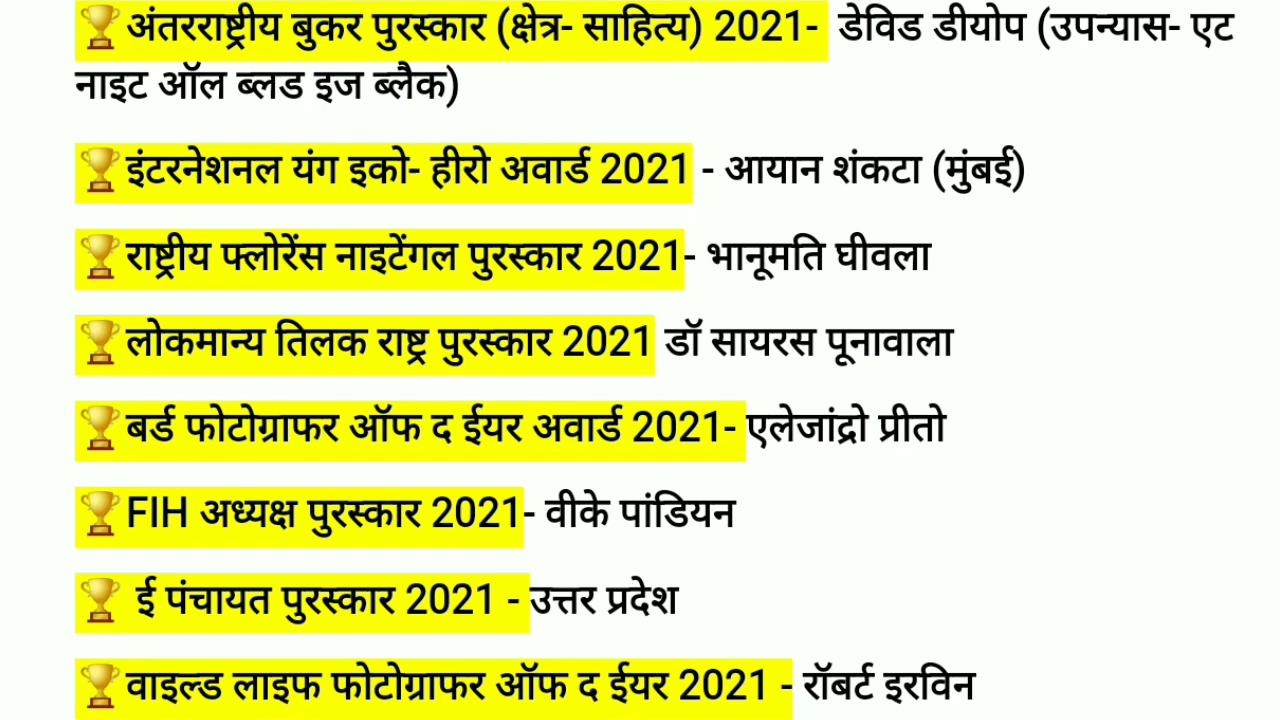 🏆अंतरराष्ट्रीय बुकर पुरस्कार (क्षेत्र- साहित्य) 2021- डेविड डीयोप (उपन्यास- एट
नाइट ऑल ब्लड इज ब्लैक)
🏆इंटरनेशनल यंग इको- हीरो अवार्ड 2021 - आयान शंकटा (मुंबई)
🏆राष्ट्रीय फ्लोरेंस नाइटेंगल पुरस्कार 2021- भानूमति घीवला
🏆लोकमान्य तिलक राष्ट्र पुरस्कार 2021 डॉ सायरस पूनावाला
🏆बर्ड फोटोग्राफर ऑफ द ईयर अवार्ड 2021- एलेजांद्रो प्रीतो
🏆FIH अध्यक्ष पुरस्कार 2021- वीके पांडियन
🏆 ई पंचायत पुरस्कार 2021 - उत्तर प्रदेश
🏆वाइल्ड लाइफ फोटोग्राफर ऑफ द ईयर 2021 - रॉबर्ट इरविन